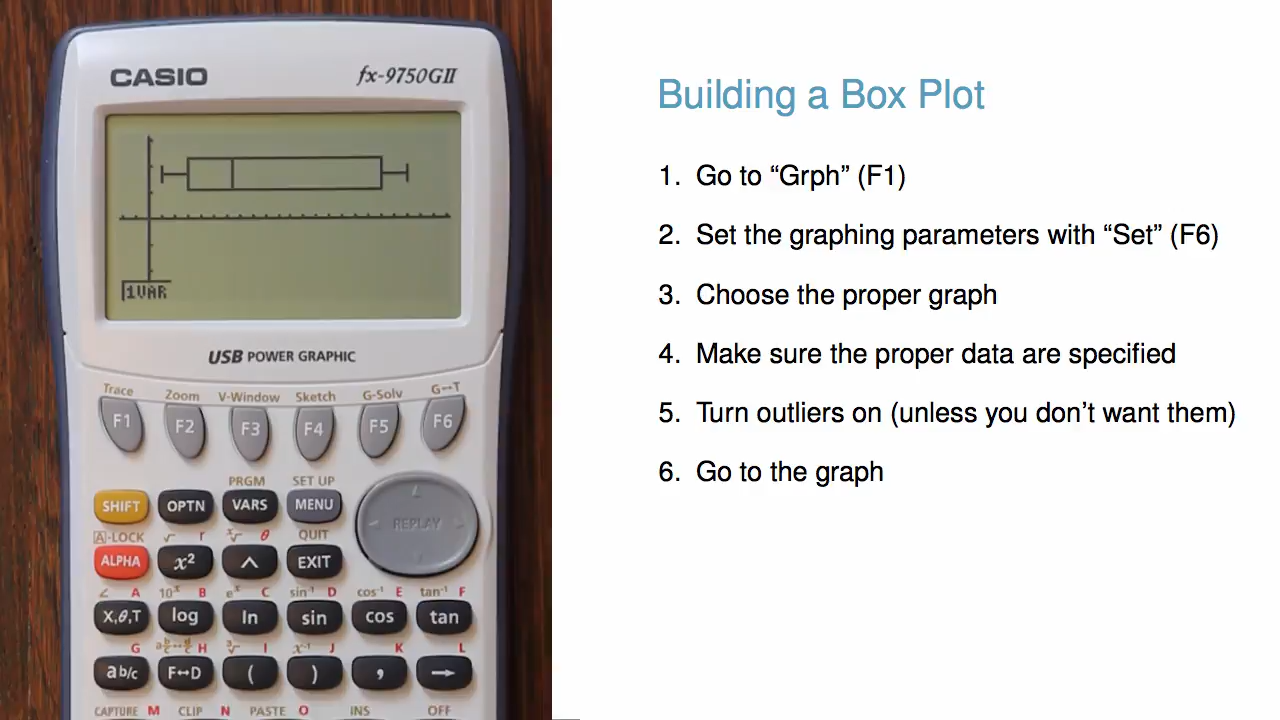 CASIO fx-9750GII
1VAR
USB POWER GRAPHIC
Trace Zoom V-Window Sketch G-Solv G↔T
F1 F2 F3 F4 F5 F6
PRGM SET UP
SHIFT OPTN VARS MENU
REPLAY
A-LOCK √ r ˣ√ θ QUIT
ALPHA x² ^ EXIT
∠ A 10ˣ B eˣ C sin⁻¹ D cos⁻¹ E tan⁻¹ F
X,θ,T log ln sin cos tan
G a b/c↔d/c H ³√ I x⁻¹ J K L
a b/c F↔D ( ) , →
CAPTURE M CLIP N PASTE O INS OFF
Building a Box Plot
1. Go to “Grph” (F1)
2. Set the graphing parameters with “Set” (F6)
3. Choose the proper graph
4. Make sure the proper data are specified
5. Turn outliers on (unless you don’t want them)
6. Go to the graph